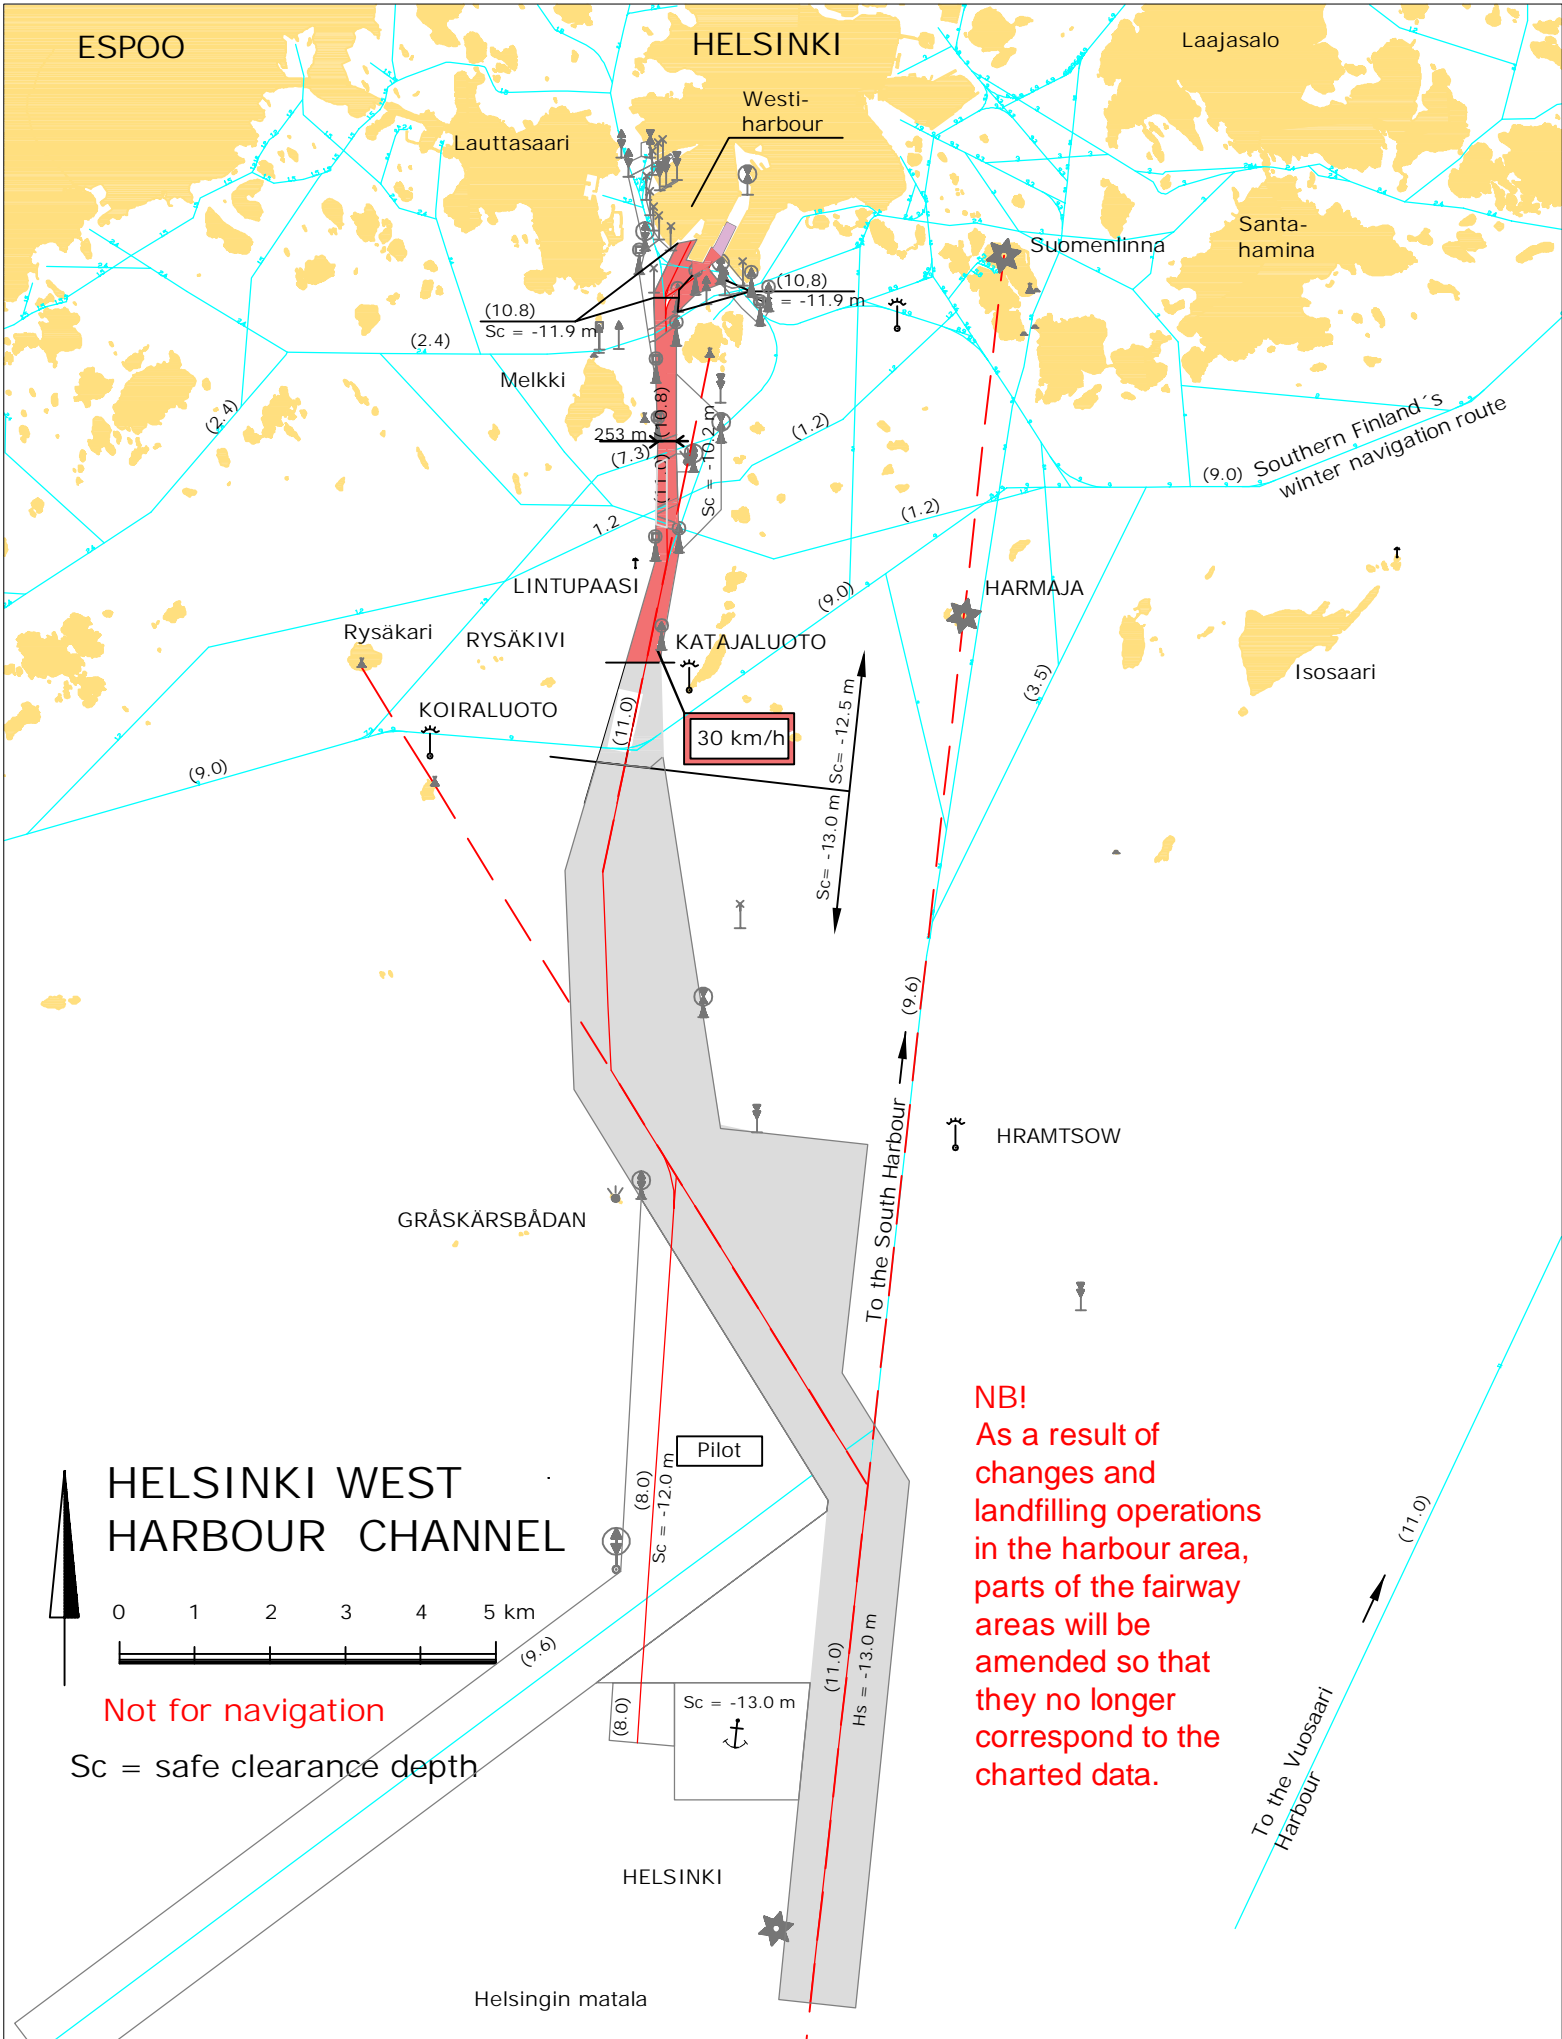 ESPOO
HELSINKI
Laajasalo
Westi-
harbour
Lauttasaari
Santa-
hamina
Suomenlinna
(10.8)
Sc = -11.9 m
(10,8)
= -11.9 m
(2.4)
Melkki
(2.4)
(10.8)
253 m
(7.3)
(11.0)
Sc = -10.2 m
(1.2)
(9.0)
Southern Finland´s
winter navigation route
1.2
(1.2)
LINTUPAASI
HARMAJA
(9.0)
Rysäkari
RYSÄKIVI
KATAJALUOTO
Isosaari
(3.5)
KOIRALUOTO
(11.0)
30 km/h
Sc= -12.5 m
Sc= -13.0 m
(9.0)
(9.6)
To the South Harbour
HRAMTSOW
GRÅSKÄRSBÅDAN
Pilot
(8.0)
Sc = -12.0 m
HELSINKI WEST
HARBOUR CHANNEL
0 1 2 3 4 5 km
Not for navigation
Sc = safe clearance depth
(9.6)
(8.0)
Sc = -13.0 m
(11.0)
Hs = -13.0 m
NB!
As a result of
changes and
landfilling operations
in the harbour area,
parts of the fairway
areas will be
amended so that
they no longer
correspond to the
charted data.
(11.0)
To the Vuosaari
Harbour
HELSINKI
Helsingin matala